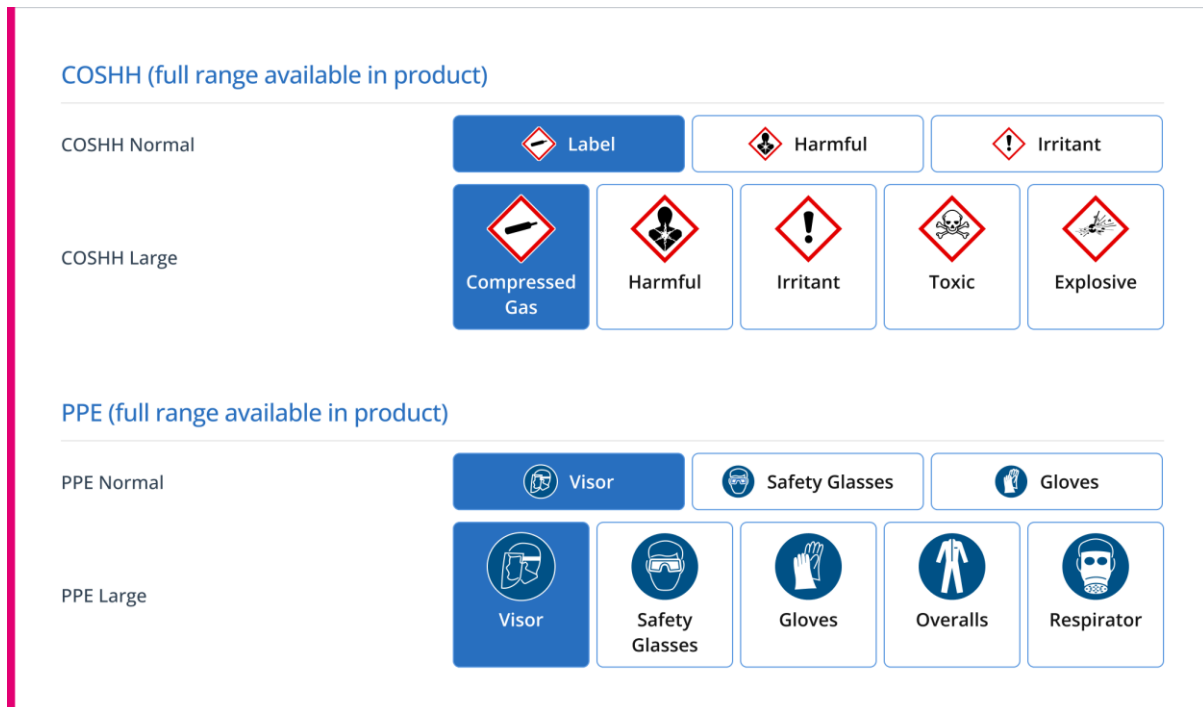 COSHH (full range available in product)
COSHH Normal
Label
Harmful
Irritant
COSHH Large
Compressed
Gas
Harmful
Irritant
Toxic
Explosive
PPE (full range available in product)
PPE Normal
Visor
Safety Glasses
Gloves
PPE Large
Visor
Safety
Glasses
Gloves
Overalls
Respirator